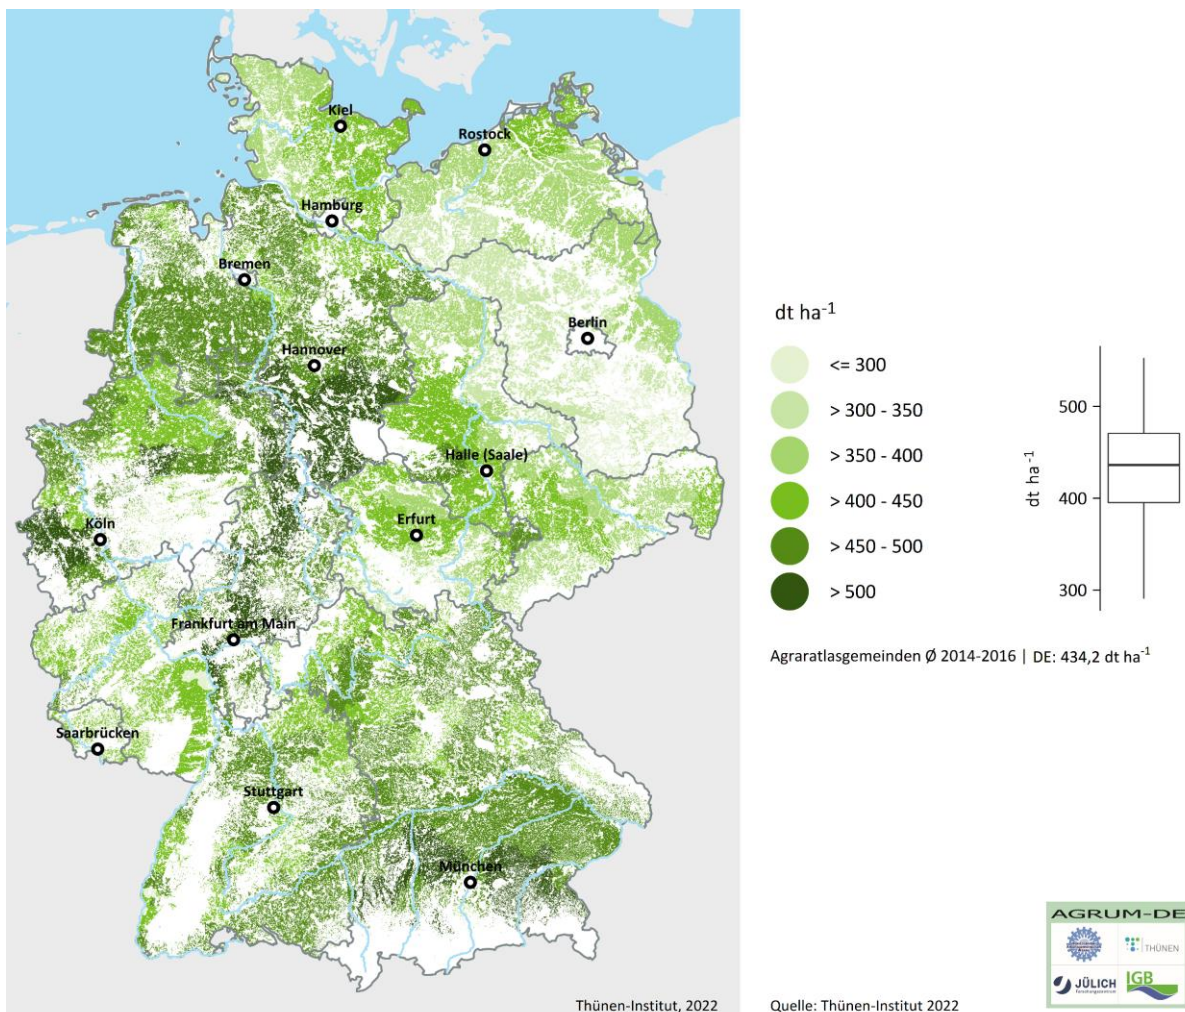 Kiel
Rostock
Hamburg
Bremen
Berlin
Hannover
Halle (Saale)
Köln
Erfurt
Frankfurt am Main
Saarbrücken
Stuttgart
München
Thünen-Institut, 2022
dt ha⁻¹
<= 300
> 300 - 350
> 350 - 400
> 400 - 450
> 450 - 500
> 500
dt ha⁻¹
500
400
300
Agraratlasgemeinden Ø 2014-2016 | DE: 434,2 dt ha⁻¹
Quelle: Thünen-Institut 2022
AGRUM-DE
THÜNEN
JÜLICH
Forschungszentrum
IGB